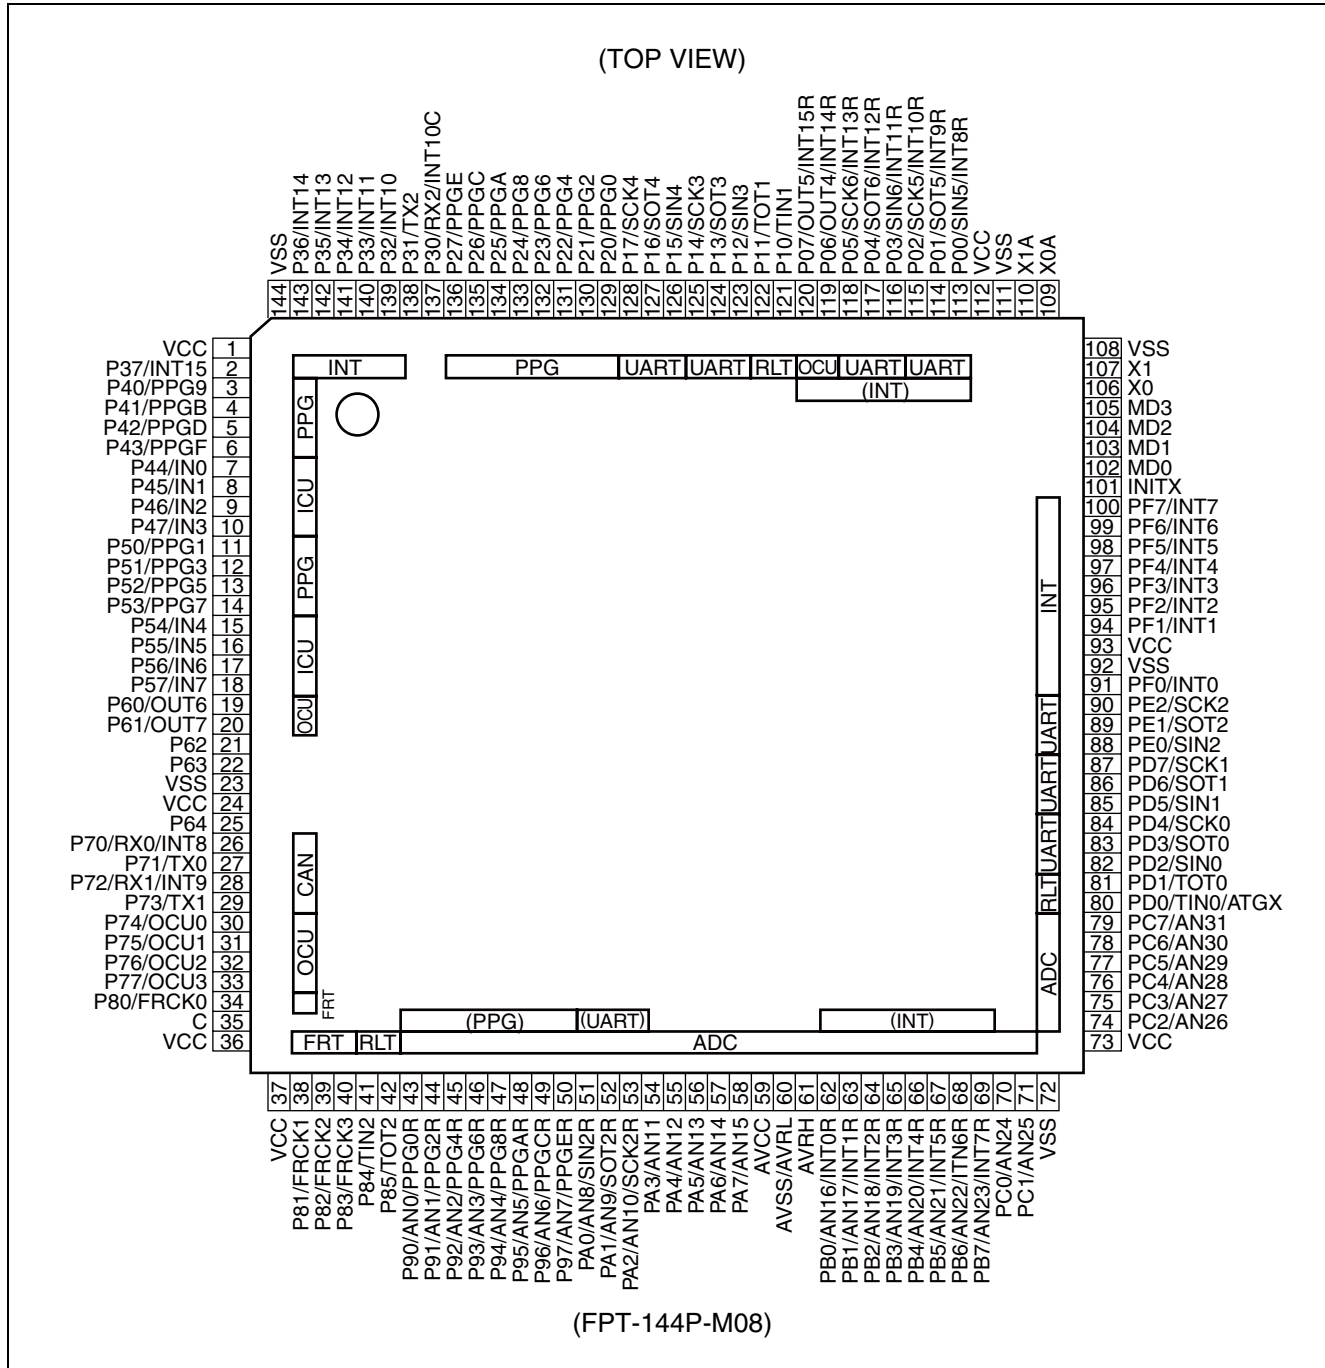 (TOP VIEW)
VSS
P36/INT14
P35/INT13
P34/INT12
P33/INT11
P32/INT10
P31/TX2
P30/RX2/INT10C
P27/PPGE
P26/PPGC
P25/PPGA
P24/PPG8
P23/PPG6
P22/PPG4
P21/PPG2
P20/PPG0
P17/SCK4
P16/SOT4
P15/SIN4
P14/SCK3
P13/SOT3
P12/SIN3
P11/TOT1
P10/TIN1
P07/OUT5/INT15R
P06/OUT4/INT14R
P05/SCK6/INT13R
P04/SOT6/INT12R
P03/SIN6/INT11R
P02/SCK5/INT10R
P01/SOT5/INT9R
P00/SIN5/INT8R
VCC
VSS
X1A
X0A
144
143
142
141
140
139
138
137
136
135
134
133
132
131
130
129
128
127
126
125
124
123
122
121
120
119
118
117
116
115
114
113
112
111
110
109
VCC 1
P37/INT15 2
P40/PPG9 3
P41/PPGB 4
P42/PPGD 5
P43/PPGF 6
P44/IN0 7
P45/IN1 8
P46/IN2 9
P47/IN3 10
P50/PPG1 11
P51/PPG3 12
P52/PPG5 13
P53/PPG7 14
P54/IN4 15
P55/IN5 16
P56/IN6 17
P57/IN7 18
P60/OUT6 19
P61/OUT7 20
P62 21
P63 22
VSS 23
VCC 24
P64 25
P70/RX0/INT8 26
P71/TX0 27
P72/RX1/INT9 28
P73/TX1 29
P74/OCU0 30
P75/OCU1 31
P76/OCU2 32
P77/OCU3 33
P80/FRCK0 34
C 35
VCC 36
INT
PPG
UART
UART
RLT
OCU
UART
UART
(INT)
PPG
ICU
PPG
ICU
OCU
CAN
OCU
FRT
INT
UART
UART
UART
RLT
ADC
(PPG)
(UART)
(INT)
FRT
RLT
ADC
108 VSS
107 X1
106 X0
105 MD3
104 MD2
103 MD1
102 MD0
101 INITX
100 PF7/INT7
99 PF6/INT6
98 PF5/INT5
97 PF4/INT4
96 PF3/INT3
95 PF2/INT2
94 PF1/INT1
93 VCC
92 VSS
91 PF0/INT0
90 PE2/SCK2
89 PE1/SOT2
88 PE0/SIN2
87 PD7/SCK1
86 PD6/SOT1
85 PD5/SIN1
84 PD4/SCK0
83 PD3/SOT0
82 PD2/SIN0
81 PD1/TOT0
80 PD0/TIN0/ATGX
79 PC7/AN31
78 PC6/AN30
77 PC5/AN29
76 PC4/AN28
75 PC3/AN27
74 PC2/AN26
73 VCC
37
38
39
40
41
42
43
44
45
46
47
48
49
50
51
52
53
54
55
56
57
58
59
60
61
62
63
64
65
66
67
68
69
70
71
72
VCC
P81/FRCK1
P82/FRCK2
P83/FRCK3
P84/TIN2
P85/TOT2
P90/AN0/PPG0R
P91/AN1/PPG2R
P92/AN2/PPG4R
P93/AN3/PPG6R
P94/AN4/PPG8R
P95/AN5/PPGAR
P96/AN6/PPGCR
P97/AN7/PPGER
PA0/AN8/SIN2R
PA1/AN9/SOT2R
PA2/AN10/SCK2R
PA3/AN11
PA4/AN12
PA5/AN13
PA6/AN14
PA7/AN15
AVCC
AVSS/AVRL
AVRH
PB0/AN16/INT0R
PB1/AN17/INT1R
PB2/AN18/INT2R
PB3/AN19/INT3R
PB4/AN20/INT4R
PB5/AN21/INT5R
PB6/AN22/ITN6R
PB7/AN23/INT7R
PC0/AN24
PC1/AN25
VSS
(FPT-144P-M08)